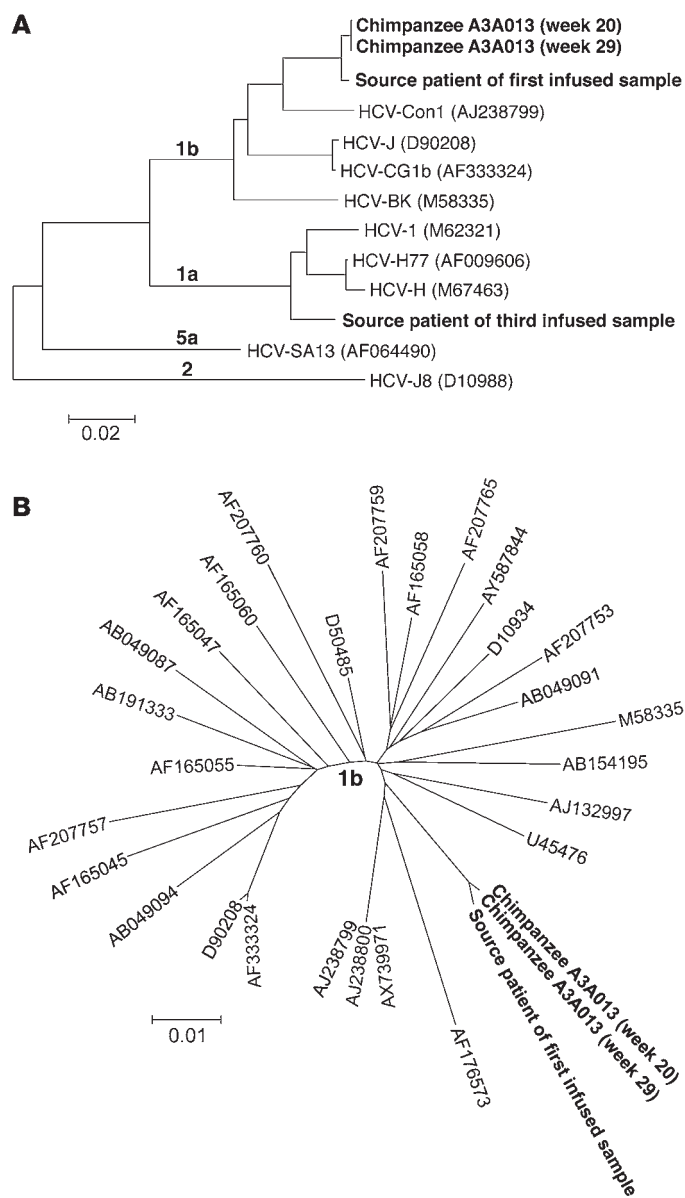 A
Chimpanzee A3A013 (week 20)
Chimpanzee A3A013 (week 29)
Source patient of first infused sample
HCV-Con1 (AJ238799)
HCV-J (D90208)
1b
HCV-CG1b (AF333324)
HCV-BK (M58335)
HCV-1 (M62321)
HCV-H77 (AF009606)
1a
HCV-H (M67463)
Source patient of third infused sample
5a
HCV-SA13 (AF064490)
2
HCV-J8 (D10988)
0.02
B
AF207760
AF207759
AF207765
AF165058
AY587844
AF165060
AF165047
D50485
D10934
AF207753
AB049087
AB049091
AB191333
M58335
AF165055
AB154195
1b
AJ132997
AF207757
U45476
AF165045
AB049094
D90208
AF333324
AJ238799
AJ238800
AX739971
AF176573
Chimpanzee A3A013 (week 20)
Chimpanzee A3A013 (week 29)
Source patient of first infused sample
0.01